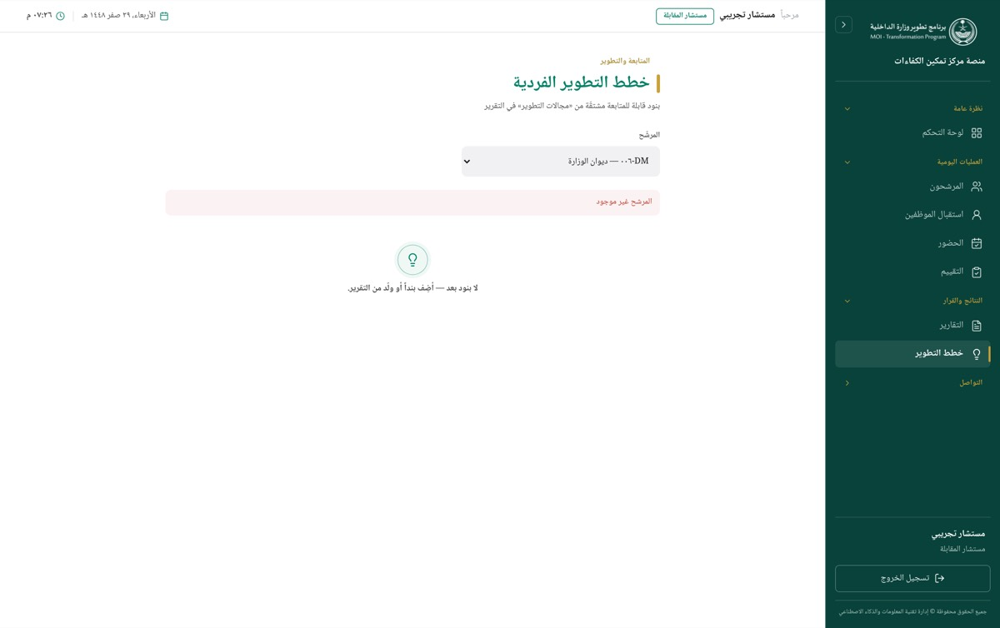 برنامج تطوير وزارة الداخلية
MOI - Transformation Program
منصة مركز تمكين الكفاءات
نظرة عامة
لوحة التحكم
العمليات اليومية
المرشحون
استقبال الموظفين
الحضور
التقييم
النتائج والقرار
التقارير
خطط التطوير
التواصل
مستشار تجريبي
مستشار المقابلة
تسجيل الخروج
جميع الحقوق محفوظة © إدارة تقنية المعلومات والذكاء الاصطناعي
مرحباً مستشار تجريبي مستشار المقابلة
الأربعاء، ٢٩ صفر ١٤٤٨ هـ ٠٧:٢٦ م
المتابعة والتطوير
خطط التطوير الفردية
بنود قابلة للمتابعة مشتقّة من «مجالات التطوير» في التقرير
المرشّح
DM-٠٠٦ — ديوان الوزارة
المرشح غير موجود
لا بنود بعد — أضِف بنداً أو ولّد من التقرير.